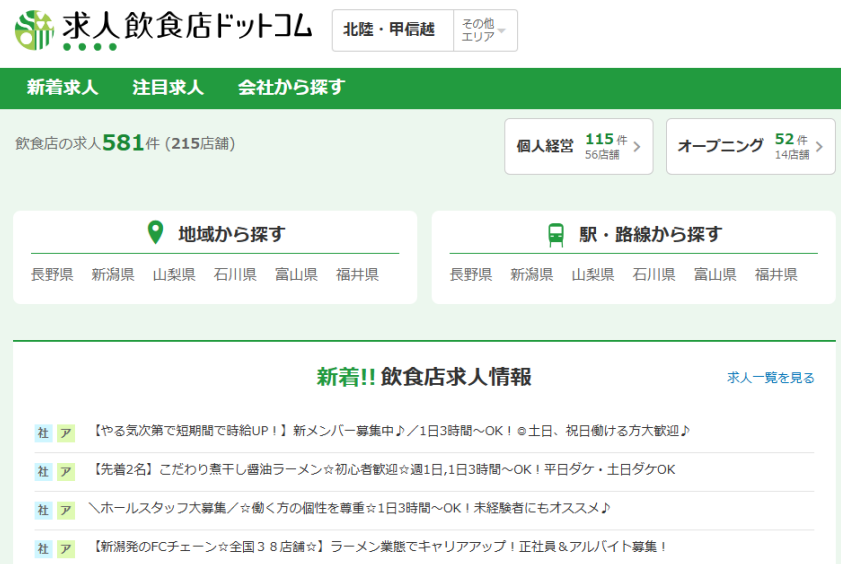 求人飲食店ドットコム
北陸・甲信越
その他
エリア
新着求人 注目求人 会社から探す
飲食店の求人581件 (215店舗)
個人経営 115件
56店舗
オープニング 52件
14店舗
地域から探す
長野県 新潟県 山梨県 石川県 富山県 福井県
駅・路線から探す
長野県 新潟県 山梨県 石川県 富山県 福井県
新着!! 飲食店求人情報
求人一覧を見る
社 ア 【やる気次第で短期間で時給UP！】新メンバー募集中♪／1日3時間～OK！☺土日、祝日働ける方大歓迎♪
社 ア 【先着2名】こだわり煮干し醤油ラーメン☆初心者歓迎☆週1日,1日3時間～OK！平日ダケ・土日ダケOK
社 ア ＼ホールスタッフ大募集／☆働く方の個性を尊重☆1日3時間～OK！未経験者にもオススメ♪
社 ア 【新潟発のFCチェーン☆全国３８店舗☆】ラーメン業態でキャリアアップ！正社員＆アルバイト募集！